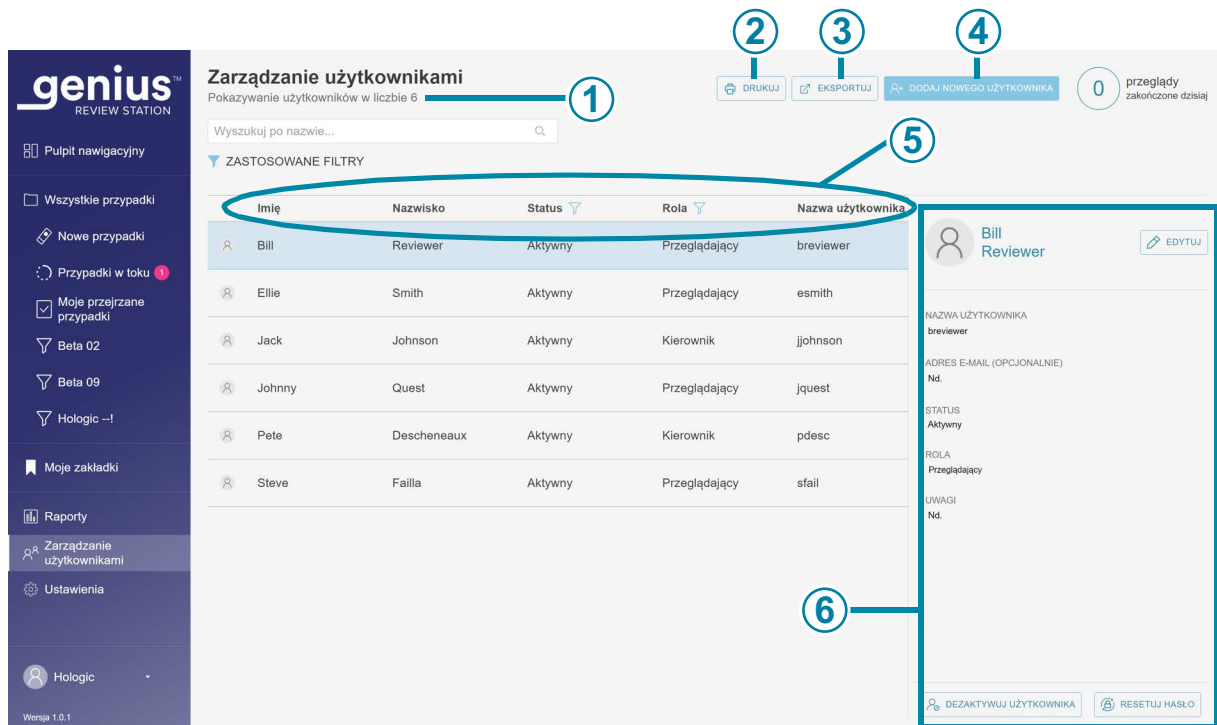 2
3
4
genius™
REVIEW STATION
Pulpit nawigacyjny
Wszystkie przypadki
Nowe przypadki
Przypadki w toku 1
Moje przejrzane
przypadki
Beta 02
Beta 09
Hologic --!
Moje zakładki
Raporty
Zarządzanie
użytkownikami
Ustawienia
Hologic
Wersja 1.0.1
Zarządzanie użytkownikami
Pokazywanie użytkowników w liczbie 6
1
DRUKUJ
EKSPORTUJ
DODAJ NOWEGO UŻYTKOWNIKA
0
przeglądy
zakończone dzisiaj
Wyszukaj po nazwie...
ZASTOSOWANE FILTRY
5
Imię Nazwisko Status Rola Nazwa użytkownika
Bill Reviewer Aktywny Przeglądający breviewer
Ellie Smith Aktywny Przeglądający esmith
Jack Johnson Aktywny Kierownik jjohnson
Johnny Quest Aktywny Przeglądający jquest
Pete Descheneaux Aktywny Kierownik pdesc
Steve Failla Aktywny Przeglądający sfail
Bill
Reviewer
EDYTUJ
NAZWA UŻYTKOWNIKA
breviewer
ADRES E-MAIL (OPCJONALNIE)
Nd.
STATUS
Aktywny
ROLA
Przeglądający
UWAGI
Nd.
6
DEZAKTYWUJ UŻYTKOWNIKA
RESETUJ HASŁO